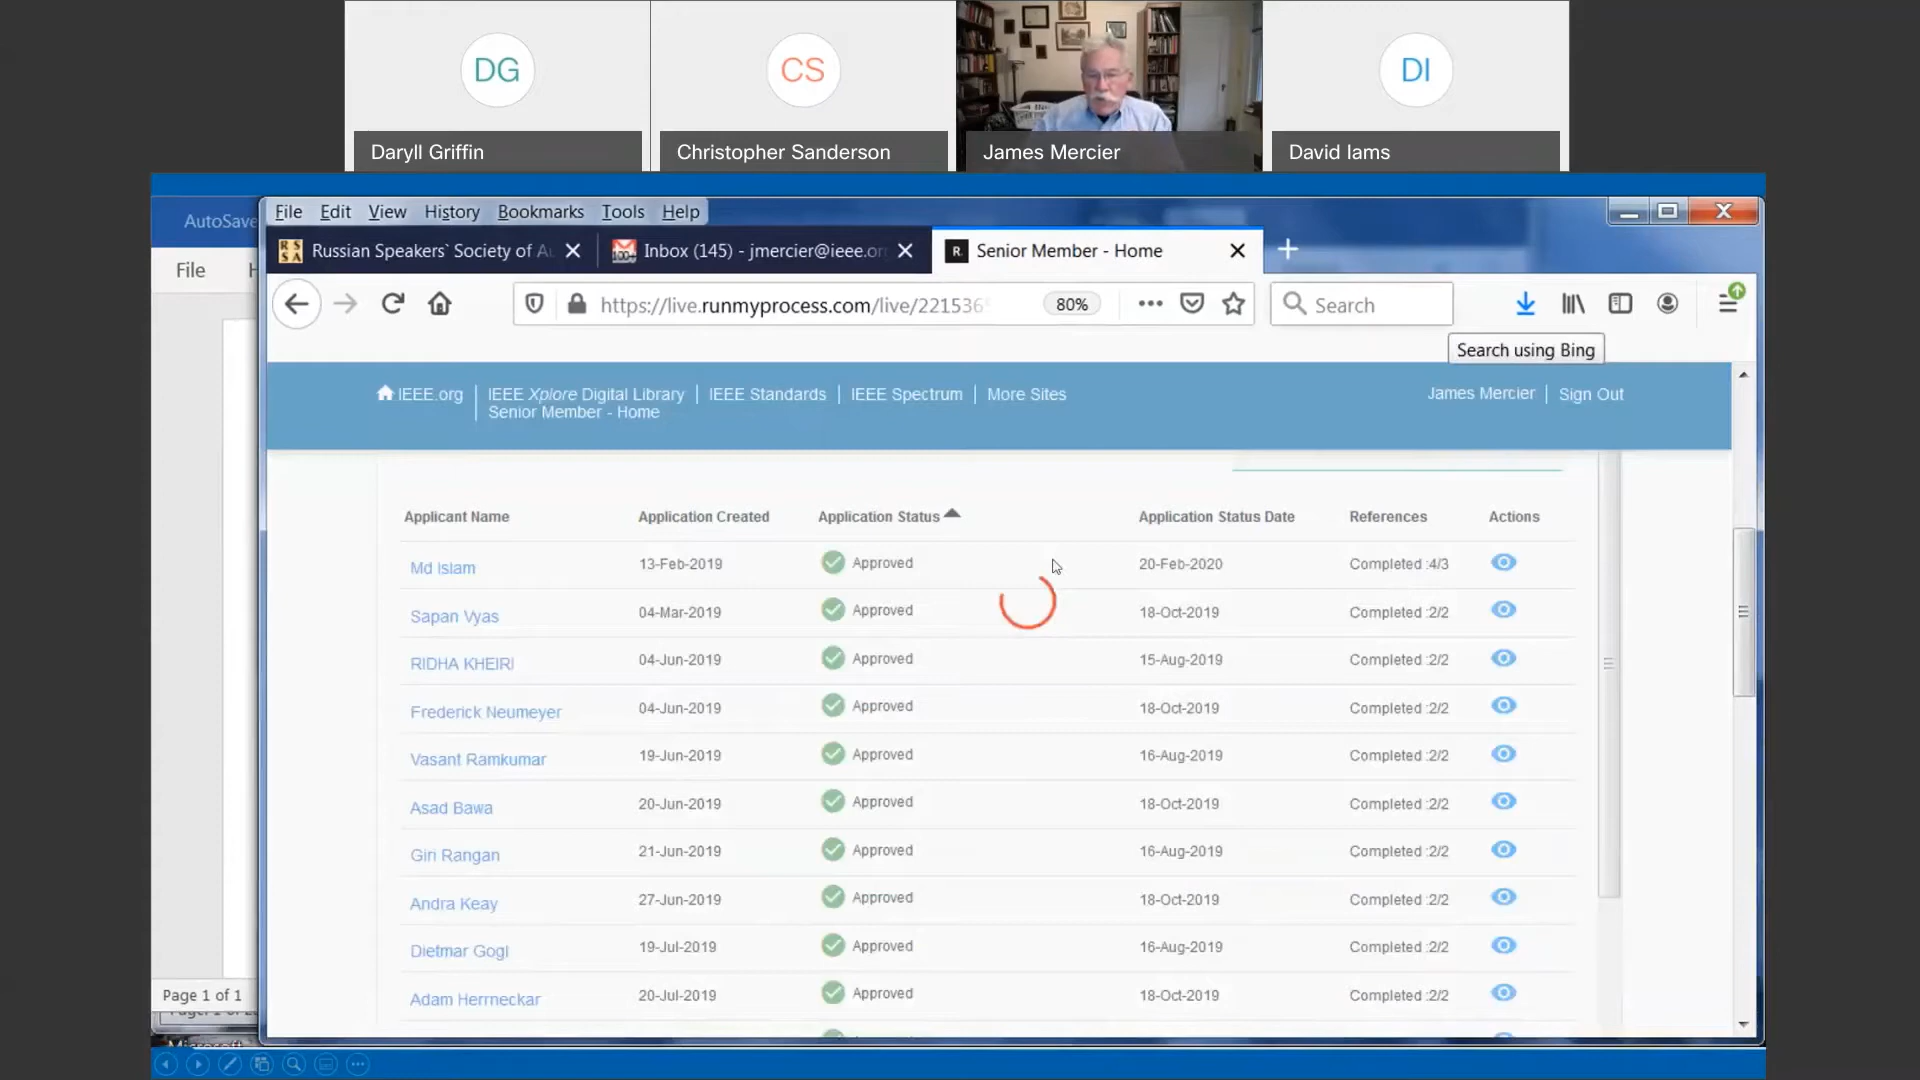 DG
CS
DI
Daryll Griffin
Christopher Sanderson
James Mercier
David Iams
AutoSave
File Edit View History Bookmarks Tools Help
Russian Speakers` Society of A
Inbox (145) - jmercier@ieee.or
R. Senior Member - Home
File
https://live.runmyprocess.com/live/221536
80%
Search
Search using Bing
IEEE.org
IEEE Xplore Digital Library
IEEE Standards
IEEE Spectrum
More Sites
James Mercier
Sign Out
Senior Member - Home
Applicant Name Application Created Application Status Application Status Date References Actions
Md Islam 13-Feb-2019 Approved 20-Feb-2020 Completed :4/3
Sapan Vyas 04-Mar-2019 Approved 18-Oct-2019 Completed :2/2
RIDHA KHEIRI 04-Jun-2019 Approved 15-Aug-2019 Completed :2/2
Frederick Neumeyer 04-Jun-2019 Approved 18-Oct-2019 Completed :2/2
Vasant Ramkumar 19-Jun-2019 Approved 16-Aug-2019 Completed :2/2
Asad Bawa 20-Jun-2019 Approved 18-Oct-2019 Completed :2/2
Giri Rangan 21-Jun-2019 Approved 16-Aug-2019 Completed :2/2
Andra Keay 27-Jun-2019 Approved 18-Oct-2019 Completed :2/2
Dietmar Gogl 19-Jul-2019 Approved 16-Aug-2019 Completed :2/2
Adam Herrneckar 20-Jul-2019 Approved 18-Oct-2019 Completed :2/2
Page 1 of 1